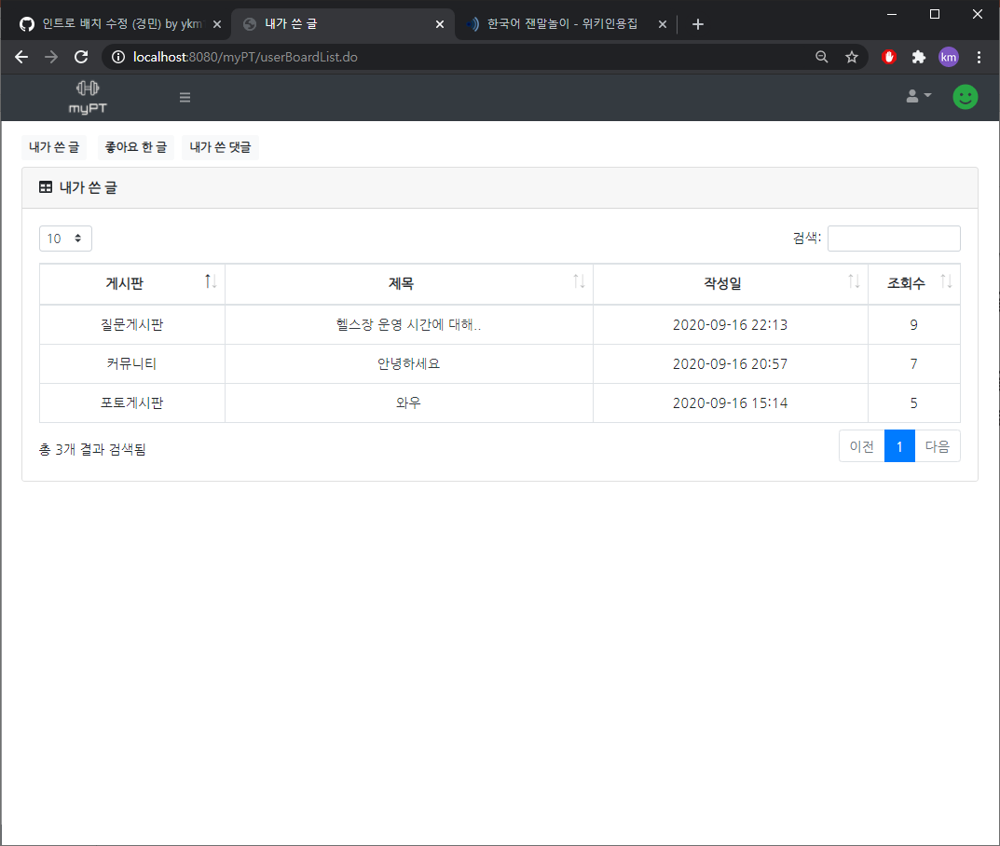 인트로 배치 수정 (경민) by ykm
내가 쓴 글
한국어 잰말놀이 - 위키인용집
localhost:8080/myPT/userBoardList.do
km
myPT
내가 쓴 글 좋아요 한 글 내가 쓴 댓글
내가 쓴 글
10 검색:
게시판 제목 작성일 조회수
질문게시판 헬스장 운영 시간에 대해.. 2020-09-16 22:13 9
커뮤니티 안녕하세요 2020-09-16 20:57 7
포토게시판 와우 2020-09-16 15:14 5
총 3개 결과 검색됨 이전 1 다음